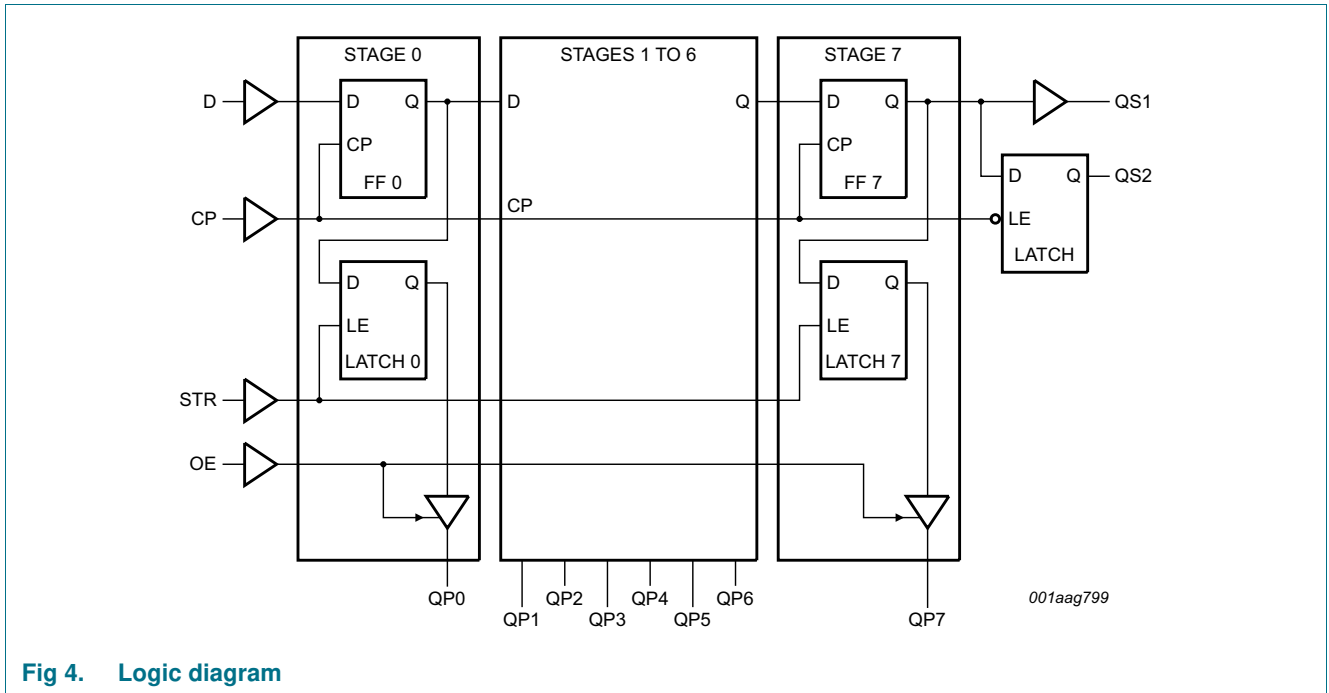 STAGE 0
STAGES 1 TO 6
STAGE 7
D
D
Q
D
Q
D
Q
QS1
CP
CP
FF 0
FF 7
D
Q
QS2
CP
CP
LE
LATCH
D
Q
D
Q
LE
LE
LATCH 0
LATCH 7
STR
OE
QP0
QP2
QP4
QP6
QP1
QP3
QP5
QP7
001aag799
Fig 4. Logic diagram